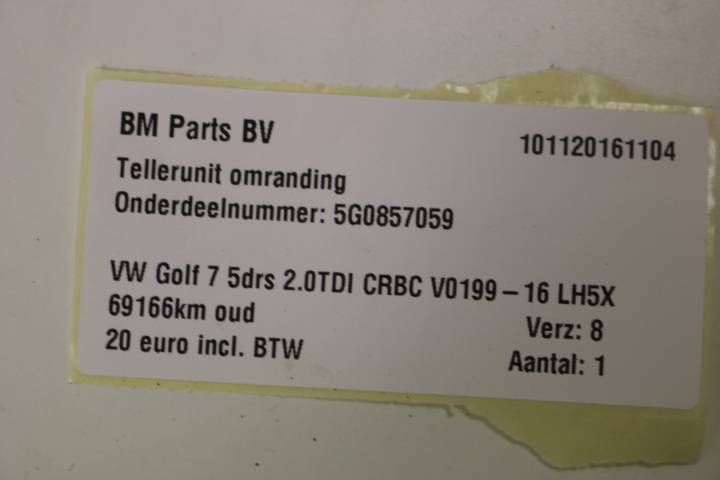 BM Parts BV
101120161104
Tellerunit omranding
Onderdeelnummer: 5G0857059
VW Golf 7 5drs 2.0TDI CRBC V0199 – 16 LH5X
69166km oud
Verz: 8
20 euro incl. BTW
Aantal: 1